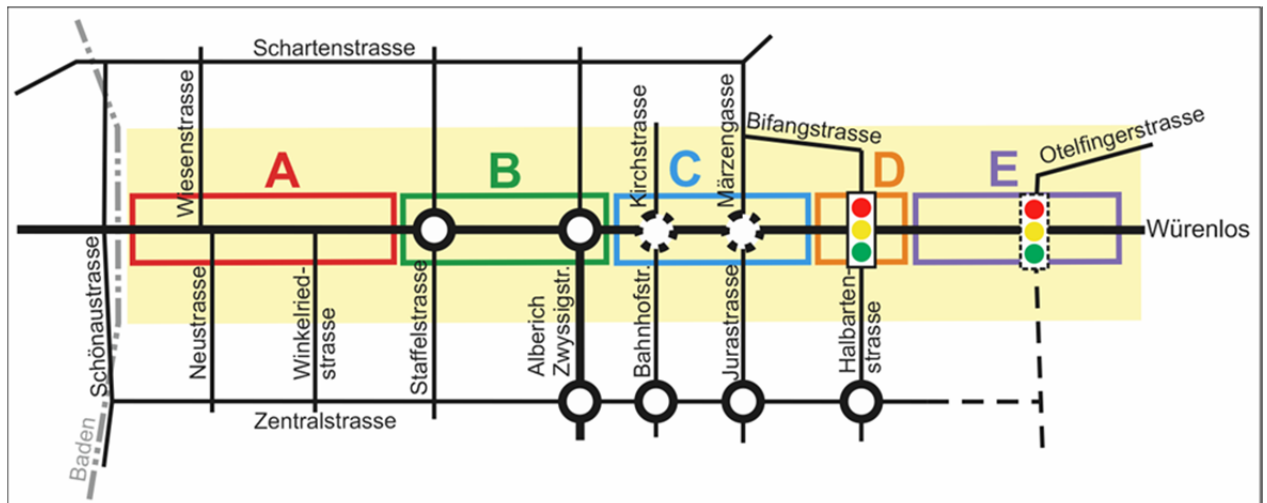 Schartenstrasse
Wiesenstrasse
Kirchstrasse
Märzengasse
Bifangstrasse
Otelfingerstrasse
A
B
C
D
E
Würenlos
Schönaustrasse
Neustrasse
Winkelried-
strasse
Staffelstrasse
Alberich
Zwyssigstr.
Bahnhofstr.
Jurastrasse
Halbarten-
strasse
Zentralstrasse
Baden